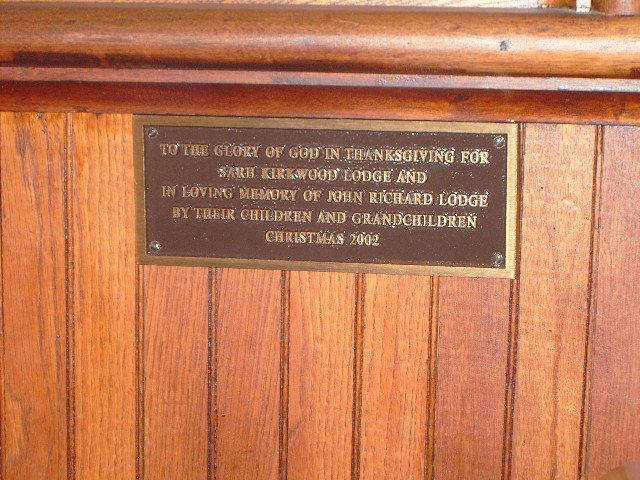 TO THE GLORY OF GOD IN THANKSGIVING FOR
SARH KIRKWOOD LODGE AND
IN LOVING MEMORY OF JOHN RICHARD LODGE
BY THEIR CHILDREN AND GRANDCHILDREN
CHRISTMAS 2002